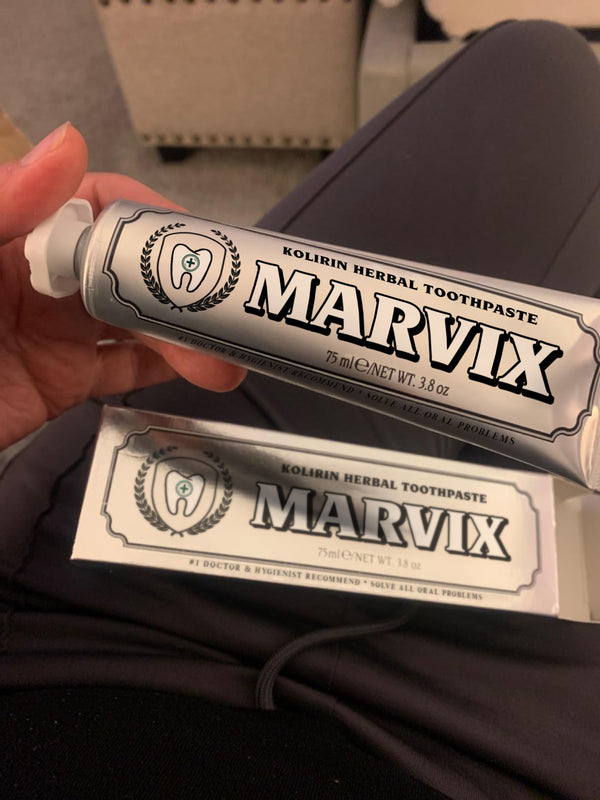 KOLIRIN HERBAL TOOTHPASTE
MARVIX
75 ml ℮/NET WT. 3.8 oz
#1 DOCTOR & HYGIENIST RECOMMEND * SOLVE ALL ORAL PROBLEMS
KOLIRIN HERBAL TOOTHPASTE
MARVIX
75 ml ℮/NET WT. 3.8 oz
#1 DOCTOR & HYGIENIST RECOMMEND * SOLVE ALL ORAL PROBLEMS